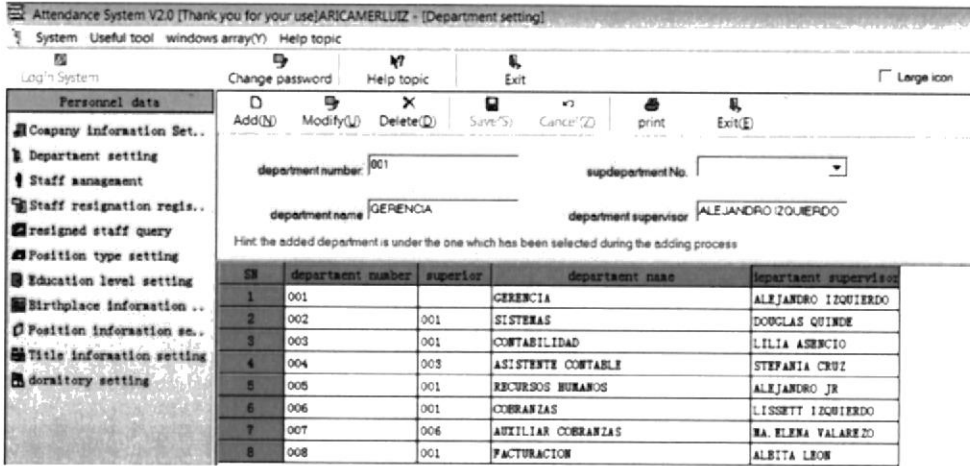 Attendance System V2.0 [Thank you for your use]ARICAMERLUIZ - [Department setting]
System Useful tool windows array(Y) Help topic
Login System Change password Help topic Exit Large icon
Personnel data
Company information Set..
Department setting
Staff management
Staff resignation regis..
resigned staff query
Position type setting
Education level setting
Birthplace information ..
Position information se..
Title information setting
dormitory setting
Add(N) Modify(U) Delete(D) Save(S) Cancel(Z) print Exit(E)
department number: 001 supdepartment No.
department name GERENCIA department supervisor ALEJANDRO IZQUIERDO
Hint: the added department is under the one which has been selected during the adding process
SN department number superior department name department supervisor
1 001 GERENCIA ALEJANDRO IZQUIERDO
2 002 001 SISTEMAS DOUGLAS QUINDE
3 003 001 CONTABILIDAD LILIA ASENCIO
4 004 003 ASISTENTE CONTABLE STEFANIA CRUZ
5 005 001 RECURSOS HUMANOS ALEJANDRO JR
6 006 001 COBRANZAS LISSETT IZQUIERDO
7 007 006 AUXILIAR COBRANZAS MA. ELENA VALAREZO
8 008 001 FACTURACION ALBITA LEON